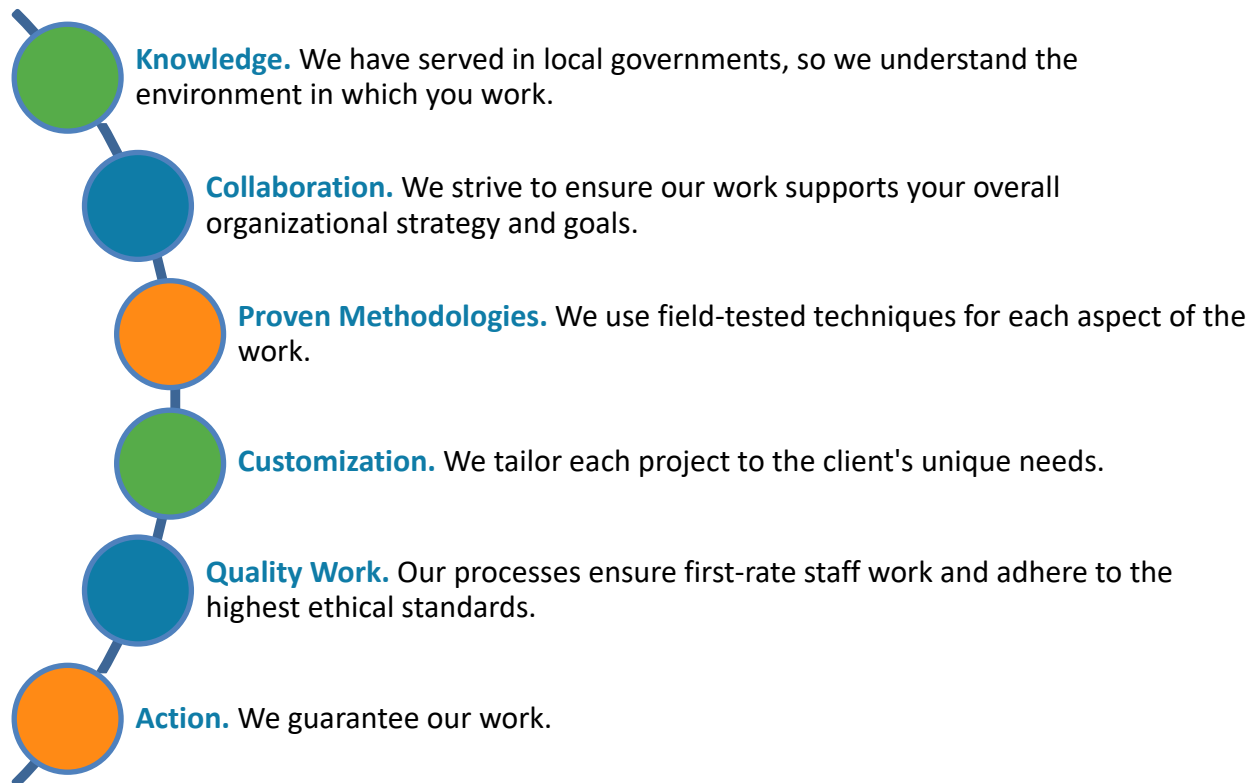 Knowledge. We have served in local governments, so we understand the
environment in which you work.
Collaboration. We strive to ensure our work supports your overall
organizational strategy and goals.
Proven Methodologies. We use field-tested techniques for each aspect of the
work.
Customization. We tailor each project to the client's unique needs.
Quality Work. Our processes ensure first-rate staff work and adhere to the
highest ethical standards.
Action. We guarantee our work.